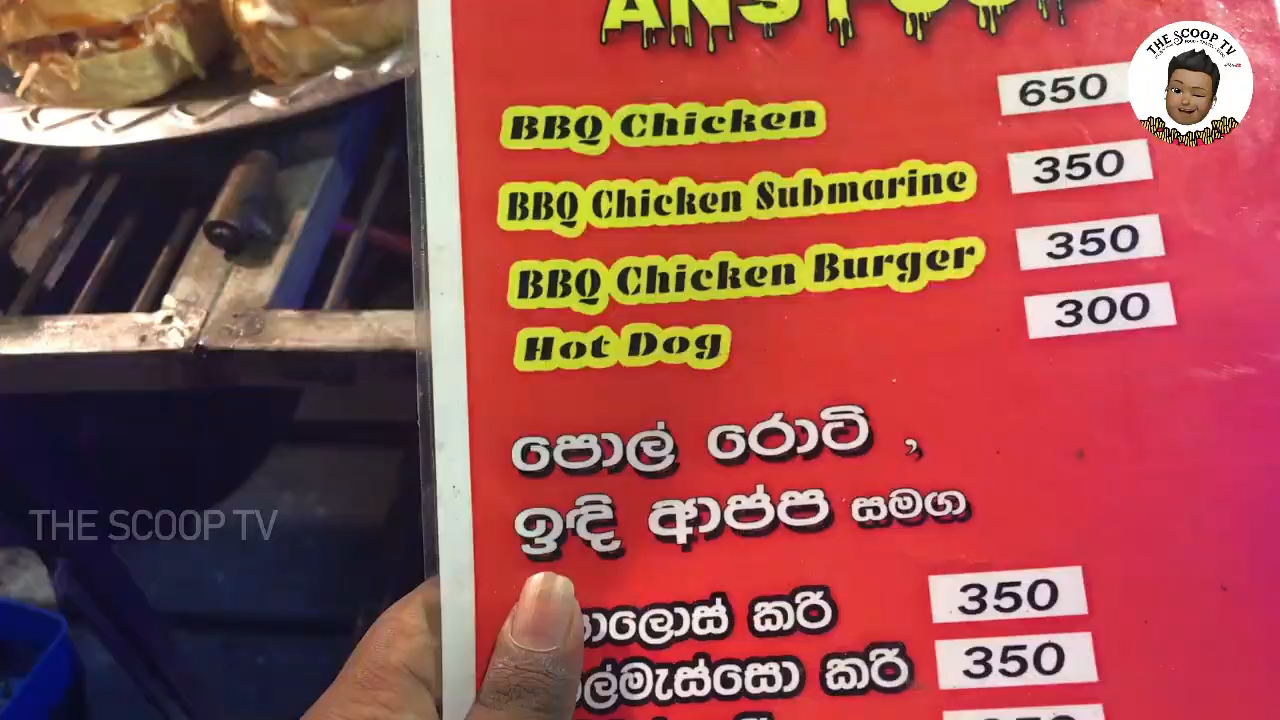 THE SCOOP TV
650
BBQ Chicken
350
BBQ Chicken Submarine
350
BBQ Chicken Burger
300
Hot Dog
පොල් රොටි ,
ඉඳි ආප්ප සමග
කරි 350
කරි 350
THE SCOOP TV